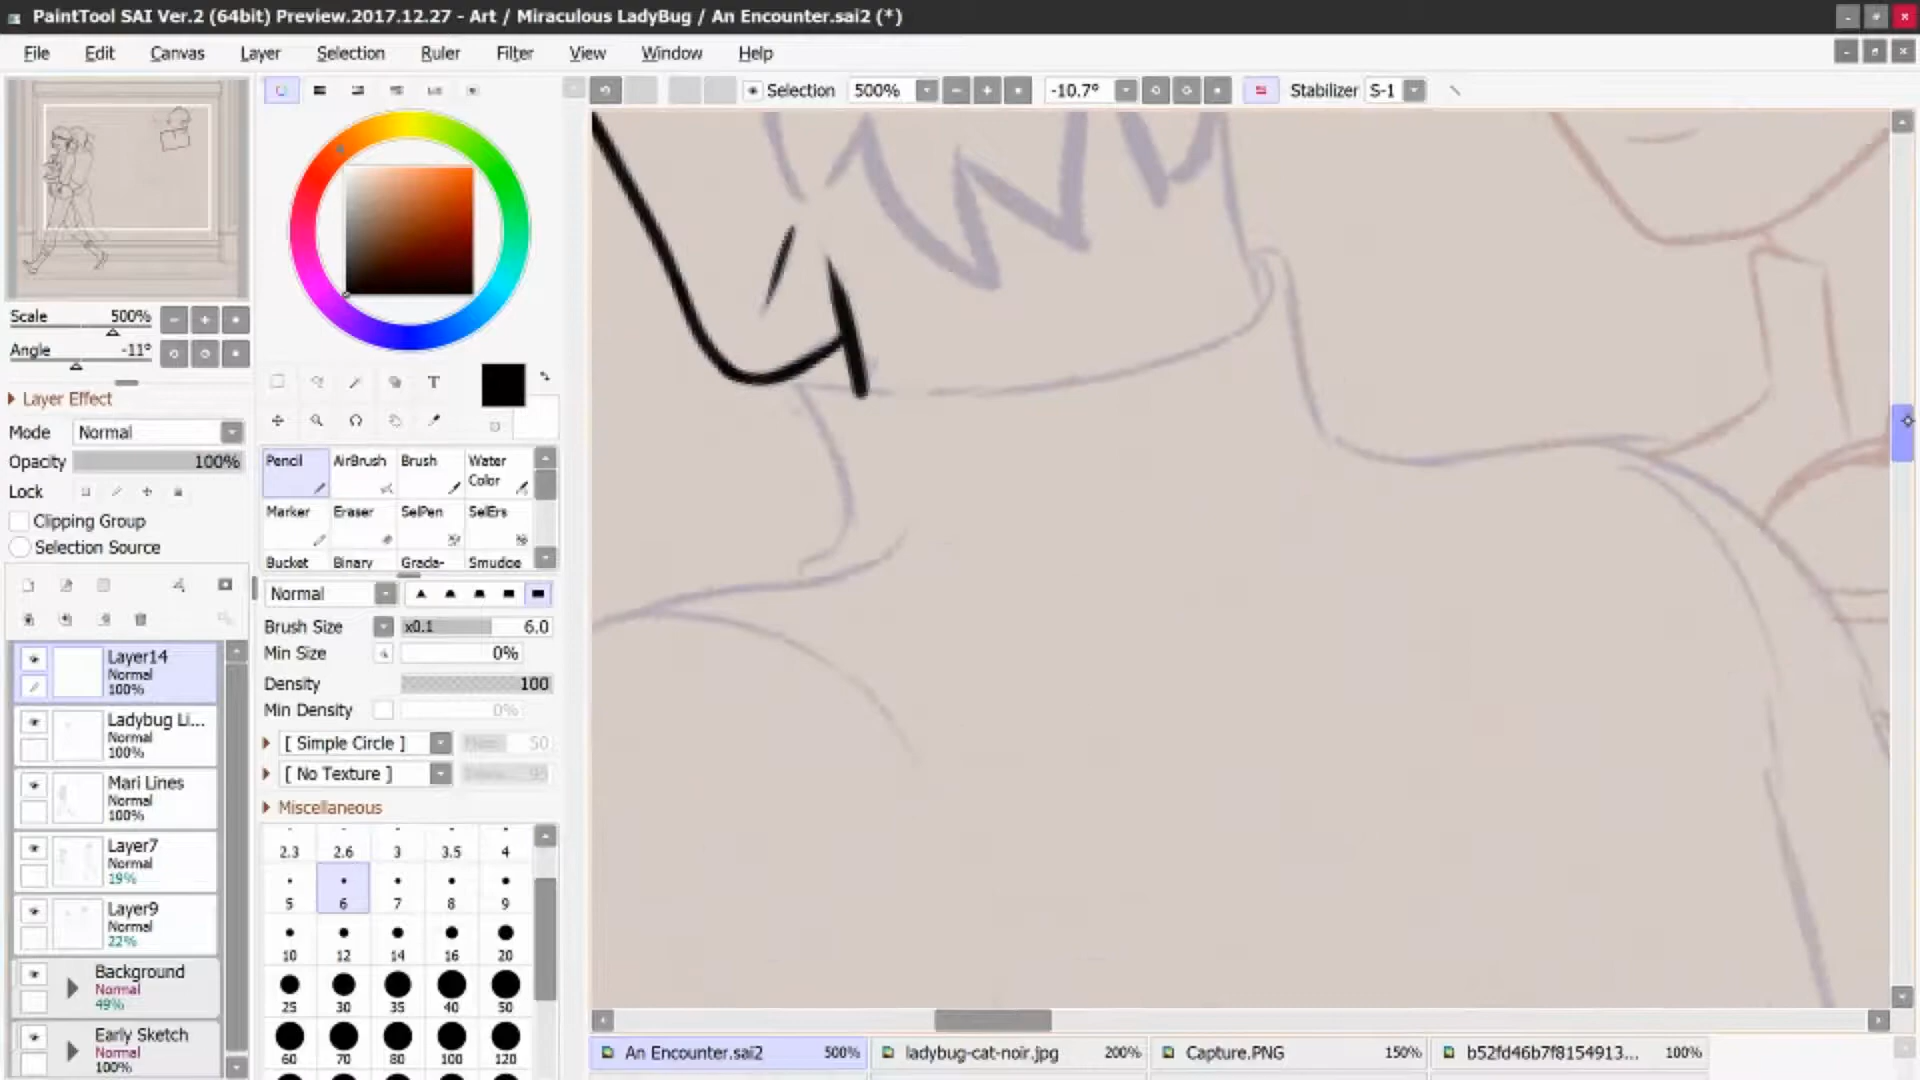 PaintTool SAI Ver.2 (64bit) Preview.2017.12.27 - Art / Miraculous LadyBug / An Encounter.sai2 (*)
File Edit Canvas Layer Selection Ruler Filter View Window Help
Selection 500% -10.7° Stabilizer S-1
Scale 500%
Angle -11°
Layer Effect
Mode Normal
Opacity 100%
Lock
Clipping Group
Selection Source
Layer14
Normal
100%
Ladybug Li...
Normal
100%
Mari Lines
Normal
100%
Layer7
Normal
19%
Layer9
Normal
22%
Background
Normal
49%
Early Sketch
Normal
100%
T
Pencil AirBrush Brush Water Color
Marker Eraser SelPen SelErs
Bucket Binary Grada- Smudge
Normal
Brush Size x0.1 6.0
Min Size 0%
Density 100
Min Density 0%
[ Simple Circle ] 50
[ No Texture ] 95
Miscellaneous
2.3 2.6 3 3.5 4
5 6 7 8 9
10 12 14 16 20
25 30 35 40 50
60 70 80 100 120
An Encounter.sai2 500% ladybug-cat-noir.jpg 200% Capture.PNG 150% b52fd46b7f8154913... 100%